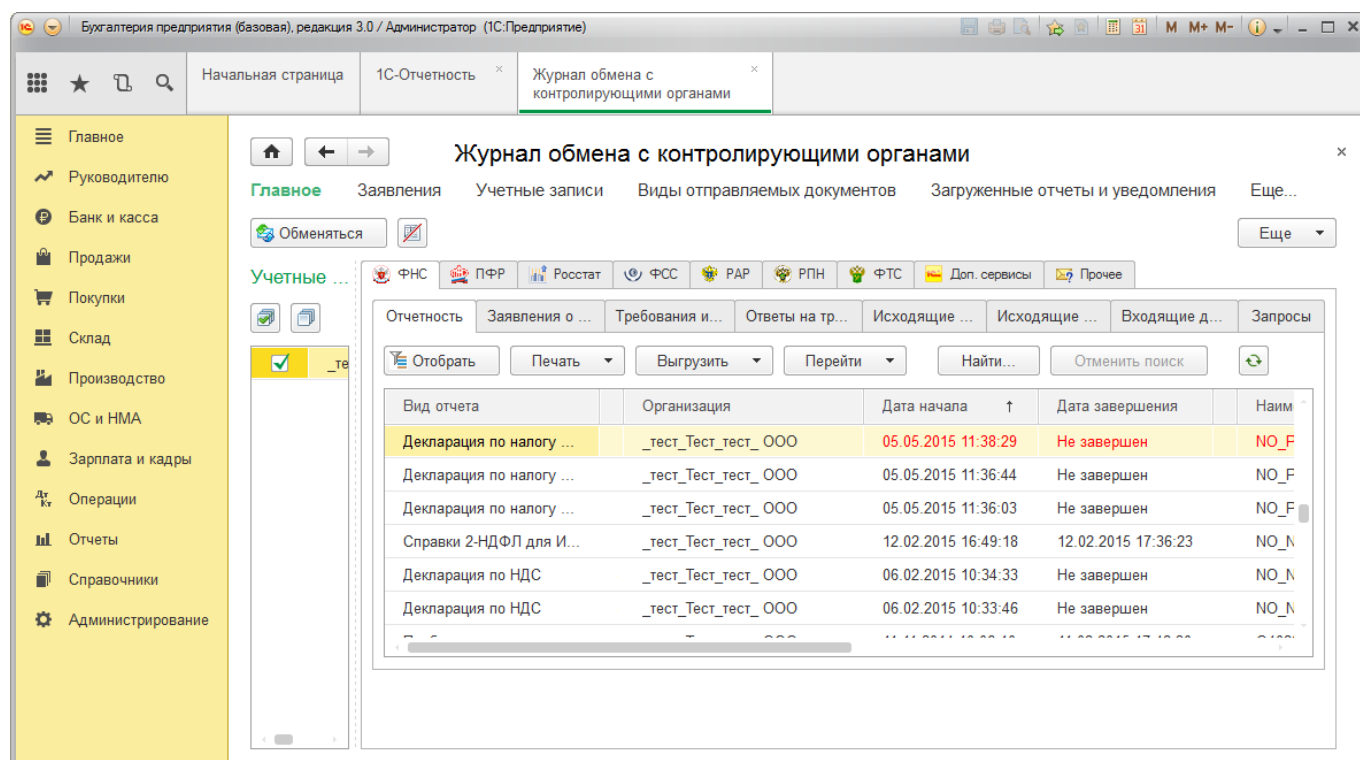 Бухгалтерия предприятия (базовая), редакция 3.0 / Администратор (1С:Предприятие)
M M+ M-
Начальная страница
1С-Отчетность
Журнал обмена с
контролирующими органами
Главное
Руководителю
Банк и касса
Продажи
Покупки
Склад
Производство
ОС и НМА
Зарплата и кадры
Операции
Отчеты
Справочники
Администрирование
Журнал обмена с контролирующими органами
Главное Заявления Учетные записи Виды отправляемых документов Загруженные отчеты и уведомления Еще...
Обменяться Еще
Учетные ...
ФНС ПФР Росстат ФСС РАР РПН ФТС Доп. сервисы Прочее
Отчетность Заявления о ... Требования и... Ответы на тр... Исходящие ... Исходящие ... Входящие д... Запросы
_те
Отобрать Печать Выгрузить Перейти Найти... Отменить поиск
Вид отчета Организация Дата начала ↑ Дата завершения Наим
Декларация по налогу ... _тест_Тест_тест_ ООО 05.05.2015 11:38:29 Не завершен NO_P
Декларация по налогу ... _тест_Тест_тест_ ООО 05.05.2015 11:36:44 Не завершен NO_P
Декларация по налогу ... _тест_Тест_тест_ ООО 05.05.2015 11:36:03 Не завершен NO_P
Справки 2-НДФЛ для И... _тест_Тест_тест_ ООО 12.02.2015 16:49:18 12.02.2015 17:36:23 NO_N
Декларация по НДС _тест_Тест_тест_ ООО 06.02.2015 10:34:33 Не завершен NO_N
Декларация по НДС _тест_Тест_тест_ ООО 06.02.2015 10:33:46 Не завершен NO_N